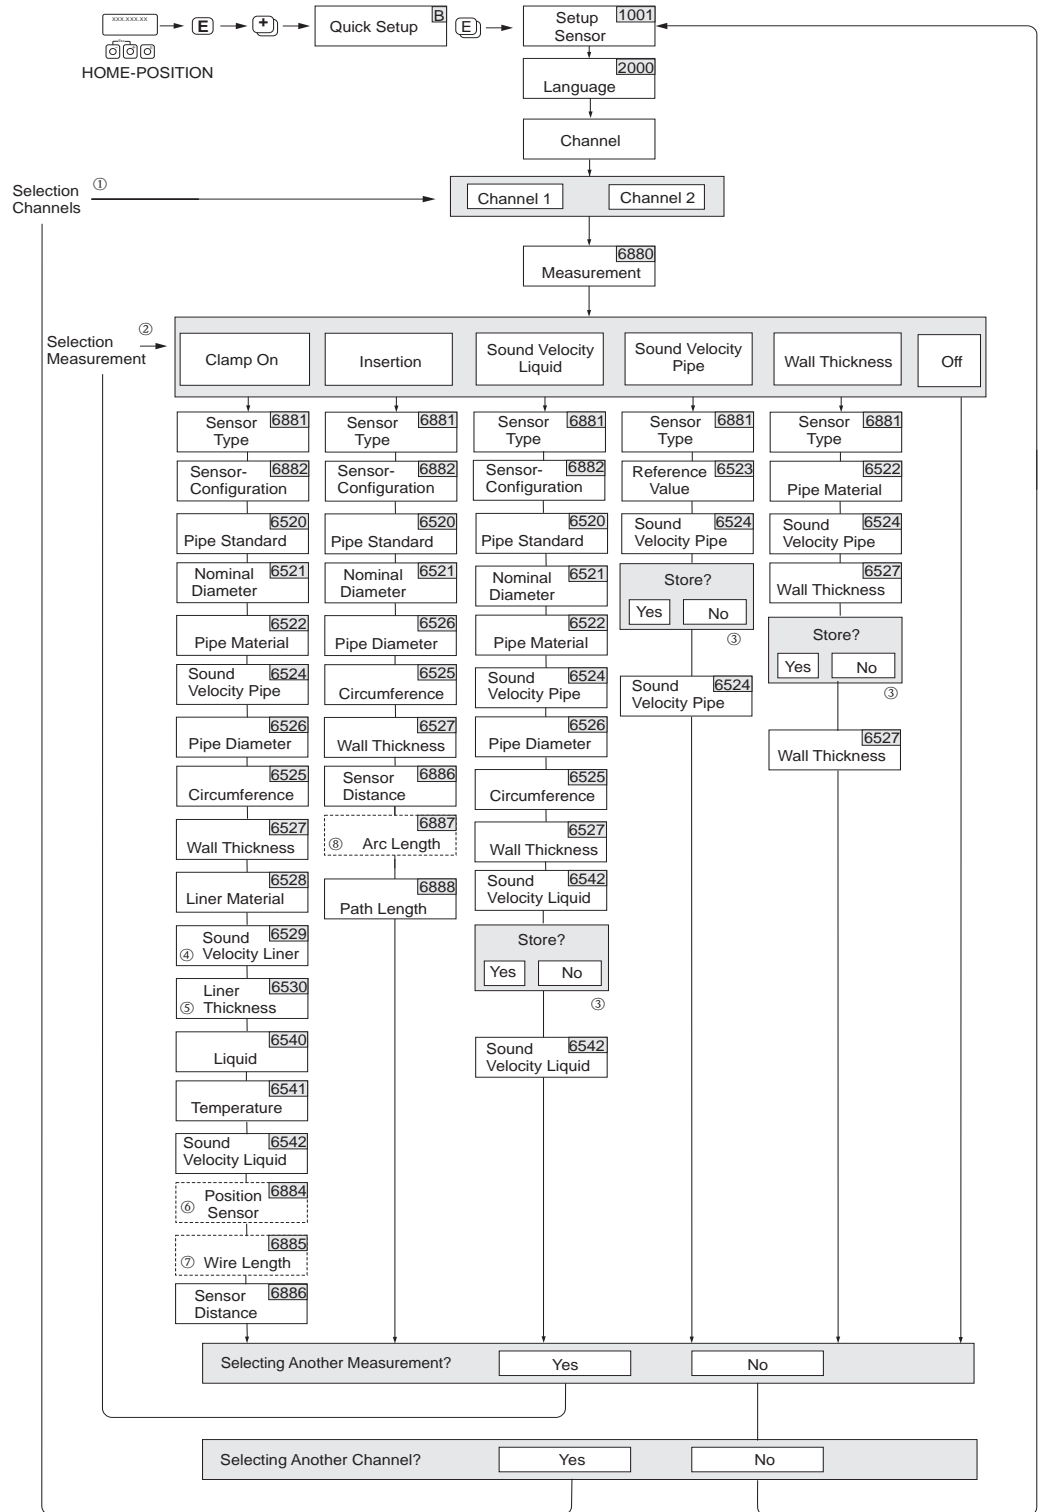 xxx.xxx.xx
Esc
E
+
Quick Setup
B
E
Setup
Sensor
1001
HOME-POSITION
2000
Language
Channel
Selection
Channels
①
Channel 1
Channel 2
6880
Measurement
Selection
Measurement
②
Clamp On
Insertion
Sound Velocity
Liquid
Sound Velocity
Pipe
Wall Thickness
Off
Sensor
Type
6881
Sensor-
Configuration
6882
6520
Pipe Standard
Nominal
Diameter
6521
6522
Pipe Material
Sound
Velocity Pipe
6524
6526
Pipe Diameter
6525
Circumference
6527
Wall Thickness
6528
Liner Material
④
Sound
Velocity Liner
6529
⑤
Liner
Thickness
6530
6540
Liquid
6541
Temperature
Sound
Velocity Liquid
6542
⑥
Position
Sensor
6884
6885
⑦ Wire Length
Sensor
Distance
6886
Sensor
Type
6881
Sensor-
Configuration
6882
6520
Pipe Standard
Nominal
Diameter
6521
6526
Pipe Diameter
6525
Circumference
6527
Wall Thickness
Sensor
Distance
6886
6887
⑧ Arc Length
6888
Path Length
Sensor
Type
6881
Sensor-
Configuration
6882
6520
Pipe Standard
Nominal
Diameter
6521
6522
Pipe Material
Sound
Velocity Pipe
6524
6526
Pipe Diameter
6525
Circumference
6527
Wall Thickness
Sound
Velocity Liquid
6542
Store?
Yes
No
③
Sound
Velocity Liquid
6542
Sensor
Type
6881
Reference
Value
6523
Sound
Velocity Pipe
6524
Store?
Yes
No
③
Sound
Velocity Pipe
6524
Sensor
Type
6881
6522
Pipe Material
Sound
Velocity Pipe
6524
6527
Wall Thickness
Store?
Yes
No
③
6527
Wall Thickness
Selecting Another Measurement?
Yes
No
Selecting Another Channel?
Yes
No